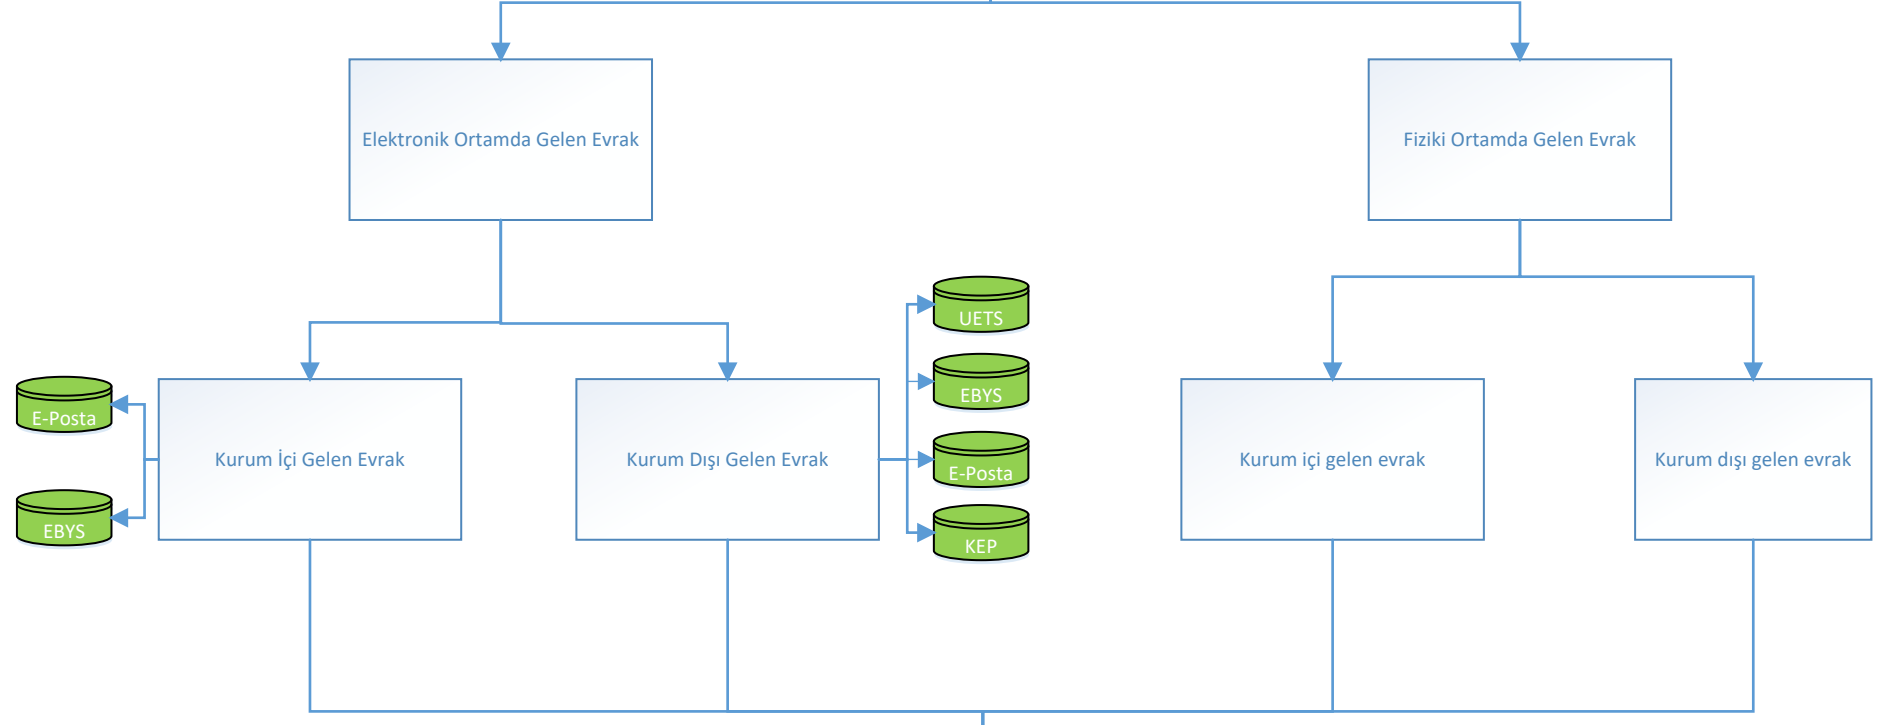 Elektronik Ortamda Gelen Evrak
Fiziki Ortamda Gelen Evrak
UETS
EBYS
E-Posta
KEP
E-Posta
EBYS
Kurum İçi Gelen Evrak
Kurum Dışı Gelen Evrak
Kurum içi gelen evrak
Kurum dışı gelen evrak